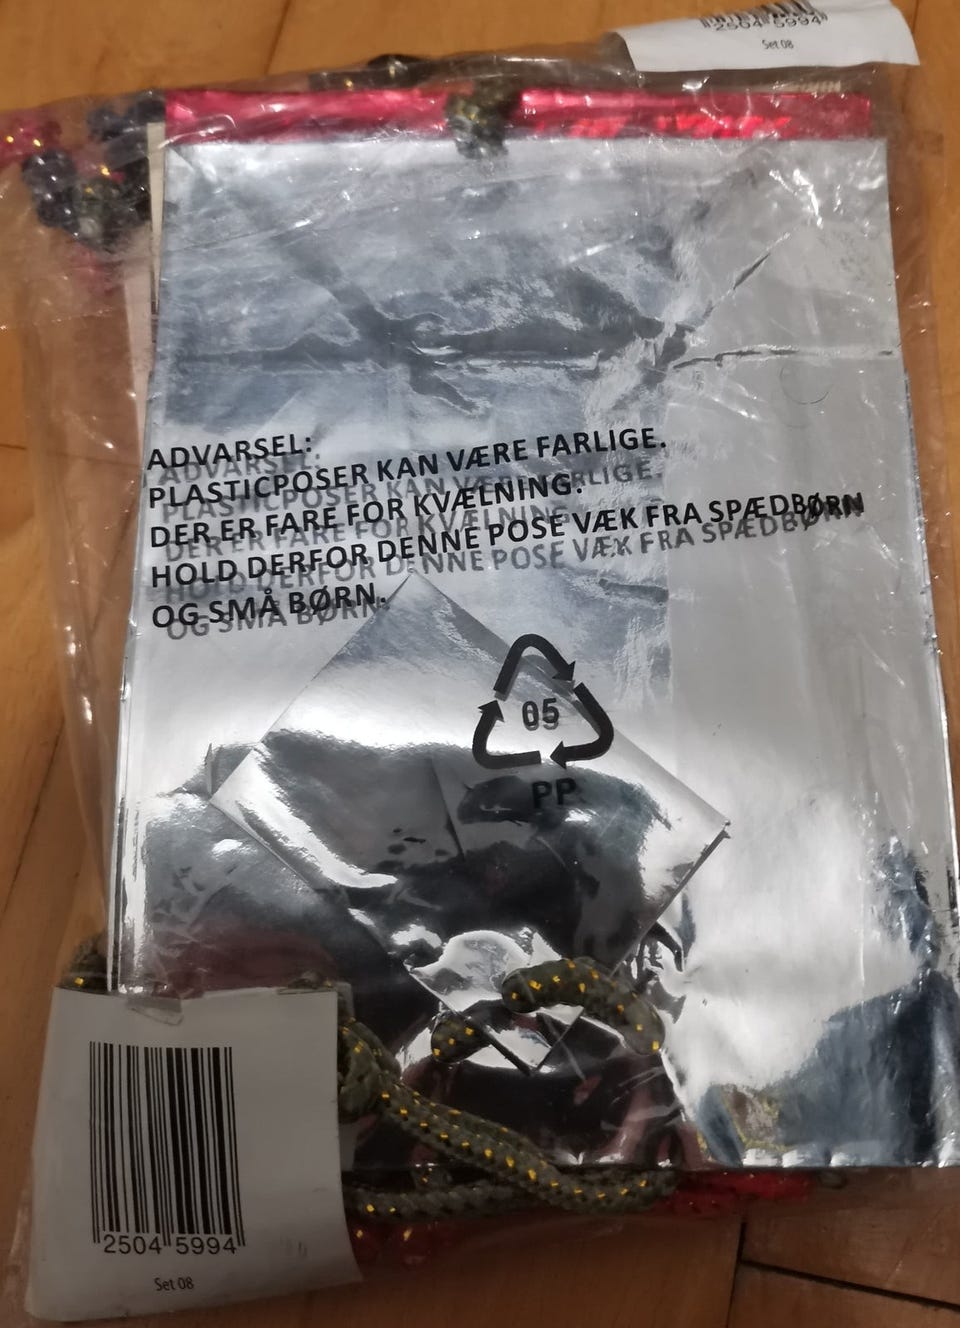 2504 5994
Set 08
ADVARSEL:
PLASTICPOSER KAN VÆRE FARLIGE.
DER ER FARE FOR KVÆLNING.
HOLD DERFOR DENNE POSE VÆK FRA SPÆDBØRN
OG SMÅ BØRN.
05
PP
2504 5994
Set 08